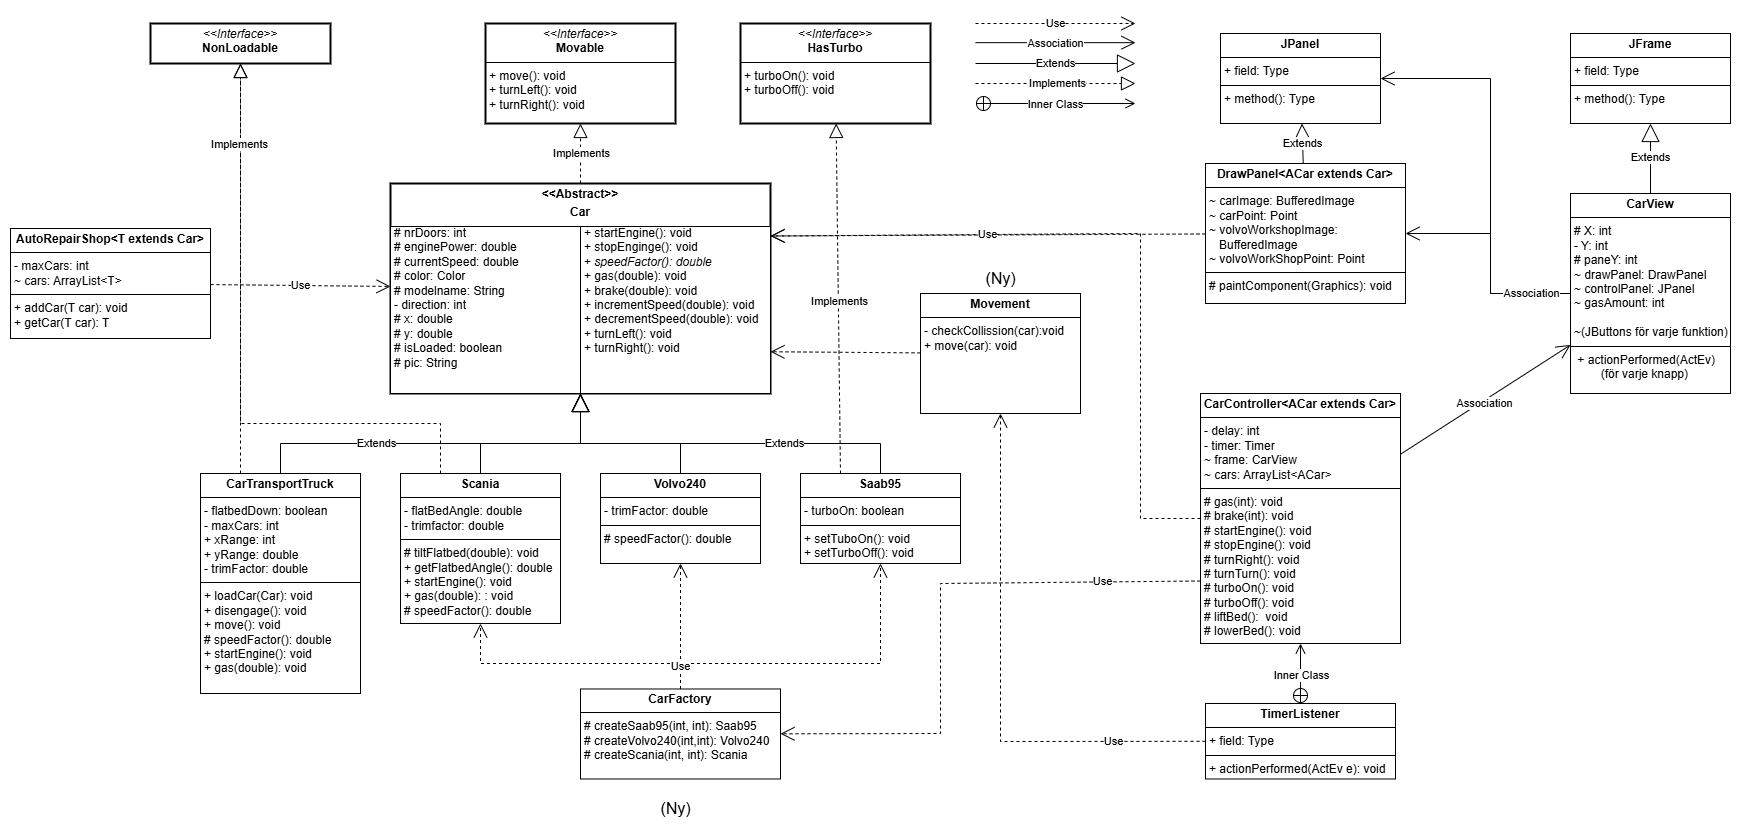 <<Interface>>
NonLoadable
<<Interface>>
Movable
+ move(): void
+ turnLeft(): void
+ turnRight(): void
<<Interface>>
HasTurbo
+ turboOn(): void
+ turboOff(): void
Use
Association
Extends
Implements
Inner Class
JPanel
+ field: Type
+ method(): Type
JFrame
+ field: Type
+ method(): Type
Implements
Implements
Extends
Extends
<<Abstract>>
Car
# nrDoors: int
# enginePower: double
# currentSpeed: double
# color: Color
# modelname: String
- direction: int
# x: double
# y: double
# isLoaded: boolean
# pic: String
+ startEngine(): void
+ stopEnginge(): void
+ speedFactor(): double
+ gas(double): void
+ brake(double): void
+ incrementSpeed(double): void
+ decrementSpeed(double): void
+ turnLeft(): void
+ turnRight(): void
AutoRepairShop<T extends Car>
- maxCars: int
~ cars: ArrayList<T>
+ addCar(T car): void
+ getCar(T car): T
Use
Use
Implements
DrawPanel<ACar extends Car>
~ carImage: BufferedImage
~ carPoint: Point
~ volvoWorkshopImage:
BufferedImage
~ volvoWorkShopPoint: Point
# paintComponent(Graphics): void
CarView
# X: int
- Y: int
# paneY: int
~ drawPanel: DrawPanel
~ controlPanel: JPanel
~ gasAmount: int
~(JButtons för varje funktion)
+ actionPerformed(ActEv)
(för varje knapp)
Association
(Ny)
Movement
- checkCollission(car):void
+ move(car): void
Association
CarController<ACar extends Car>
- delay: int
- timer: Timer
~ frame: CarView
~ cars: ArrayList<ACar>
# gas(int): void
# brake(int): void
# startEngine(): void
# stopEngine(): void
# turnRight(): void
# turnTurn(): void
# turboOn(): void
# turboOff(): void
# liftBed():  void
# lowerBed(): void
Extends
Extends
CarTransportTruck
- flatbedDown: boolean
- maxCars: int
+ xRange: int
+ yRange: double
- trimFactor: double
+ loadCar(Car): void
+ disengage(): void
+ move(): void
# speedFactor(): double
+ startEngine(): void
+ gas(double): void
Scania
- flatBedAngle: double
- trimfactor: double
# tiltFlatbed(double): void
+ getFlatbedAngle(): double
+ startEngine(): void
+ gas(double): : void
# speedFactor(): double
Volvo240
- trimFactor: double
# speedFactor(): double
Saab95
- turboOn: boolean
+ setTuboOn(): void
+ setTurboOff(): void
Use
Use
CarFactory
# createSaab95(int, int): Saab95
# createVolvo240(int,int): Volvo240
# createScania(int, int): Scania
(Ny)
Inner Class
TimerListener
+ field: Type
+ actionPerformed(ActEv e): void
Use